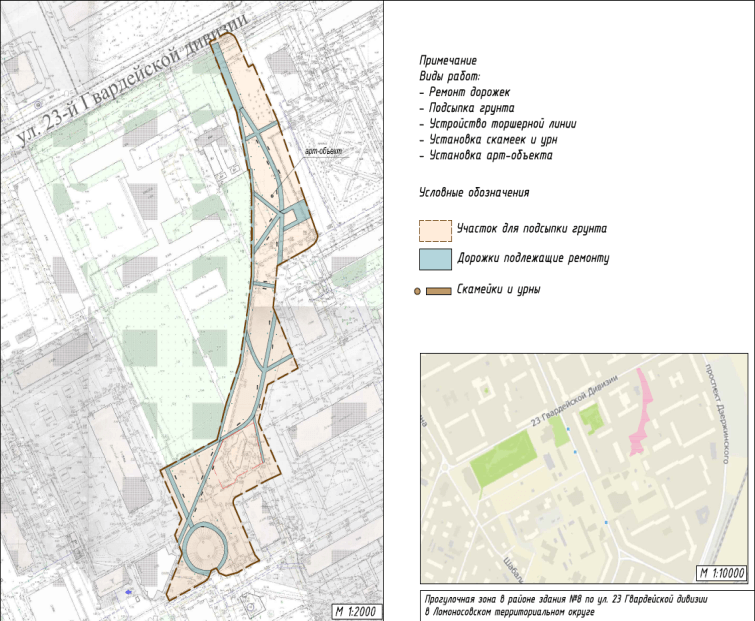 ул. 23-й Гвардейской дивизии
арт-объект
М 1:2000
Примечание
Виды работ:
- Ремонт дорожек
- Подсыпка грунта
- Устройство торшерной линии
- Установка скамеек и урн
- Установка арт-объекта
Условные обозначения
Участок для подсыпки грунта
Дорожки подлежащие ремонту
Скамейки и урны
23 Гвардейской Дивизии
проспект Дзержинского
на
Шабал
М 1:10000
Прогулочная зона в районе здания №8 по ул. 23 Гвардейской дивизии
в Ломоносовском территориальном округе